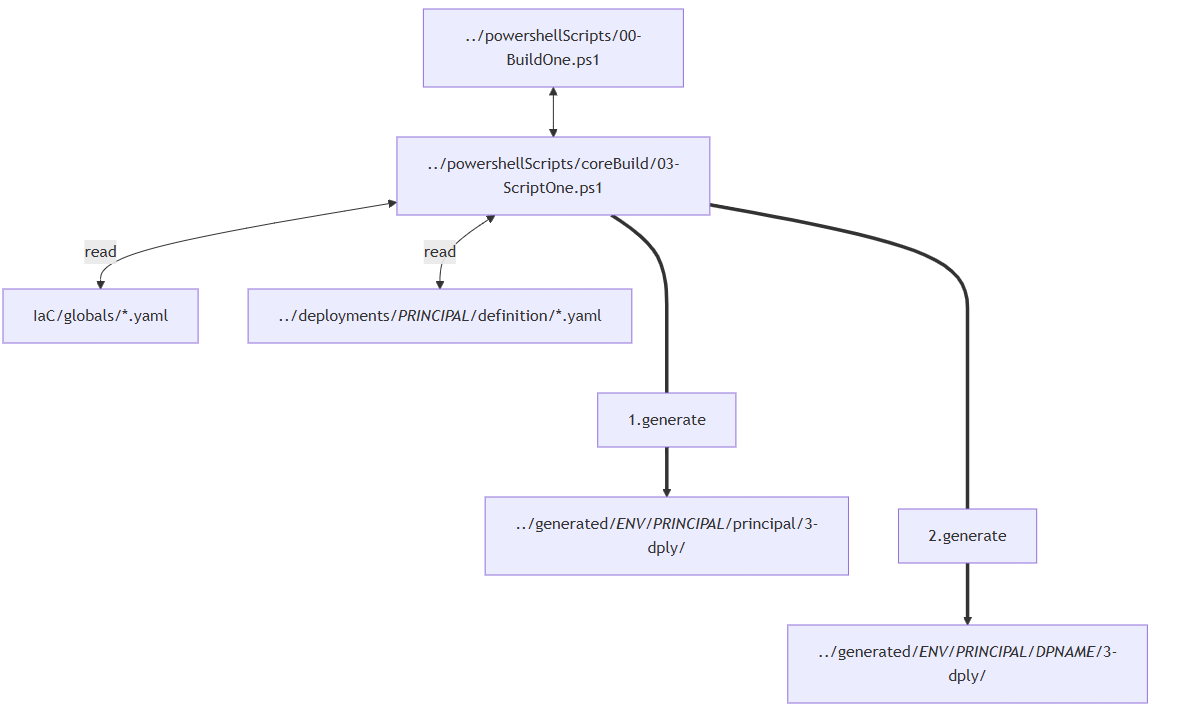 ../powershellScripts/00-
BuildOne.ps1
../powershellScripts/coreBuild/03-
ScriptOne.ps1
read
read
IaC/globals/*.yaml
../deployments/PRINCIPAL/definition/*.yaml
1.generate
../generated/ENV/PRINCIPAL/principal/3-
dply/
2.generate
../generated/ENV/PRINCIPAL/DPNAME/3-
dply/